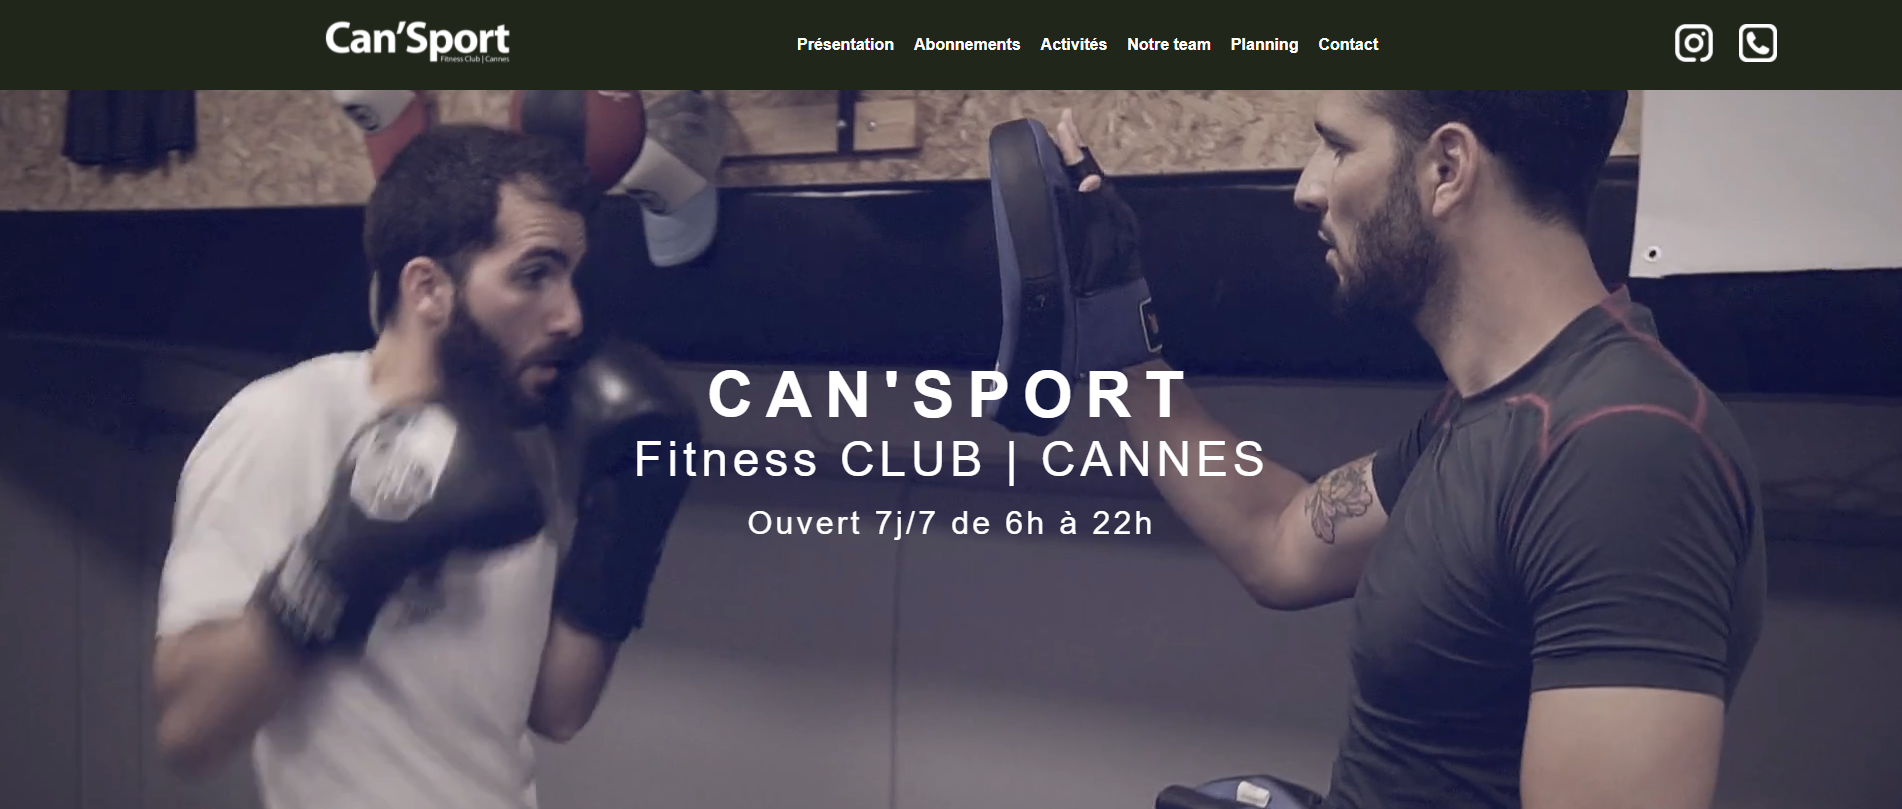 Can'Sport
Fitness Club | Cannes
Présentation Abonnements Activités Notre team Planning Contact
CAN'SPORT
Fitness CLUB | CANNES
Ouvert 7j/7 de 6h à 22h